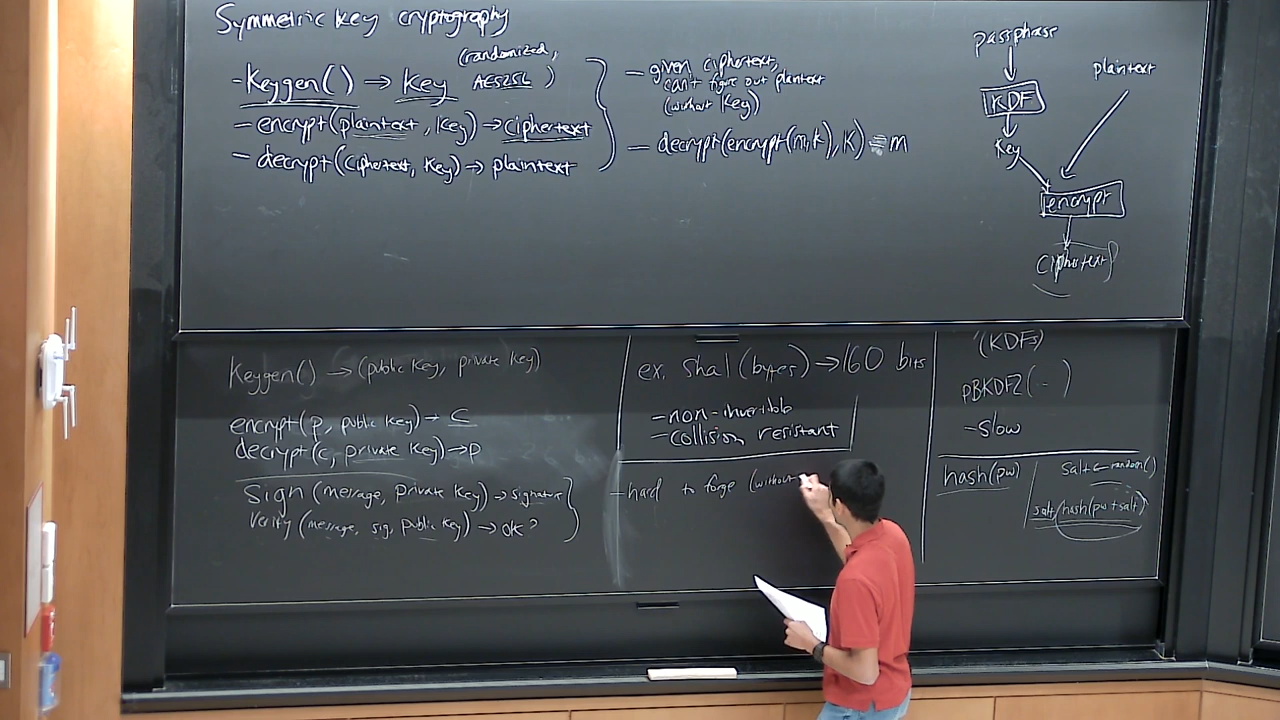 Symmetric Key cryptography
-Keygen() → Key (randomized, AES256)
-encrypt(plaintext, Key) → ciphertext
-decrypt(ciphertext, Key) → plaintext
-given ciphertext,
can't figure out plaintext
(without Key)
-decrypt(encrypt(m,k), K) = m
passphase
↓
KDF
↓
Key
plaintext
encrypt
↓
ciphertext
Keygen() → (public Key, private Key)
encrypt(p, public Key) → c
decrypt(c, private Key) → p
Sign (message, private Key) → signature
Verify (message, sig, public Key) → OK?
ex. Sha1(bytes) → 160 bits
-non-invertible
-collision resistant
-hard to forge (without
(KDFs)
PBKDF2( )
-slow
hash(pw)
Salt ← random()
salt, hash(pw+salt)